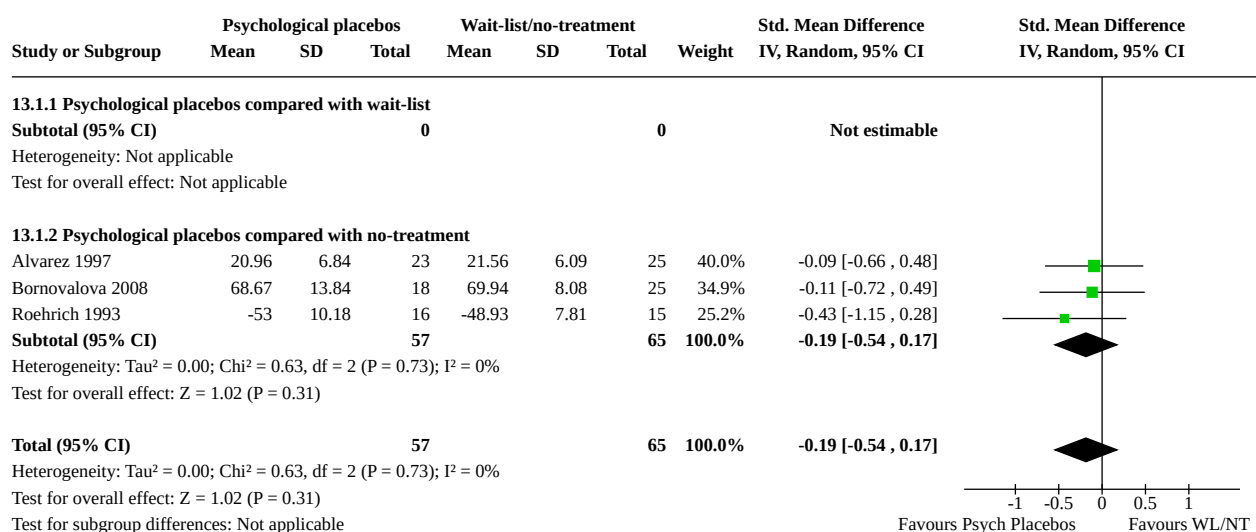 Psychological placebos Wait-list/no-treatment Std. Mean Difference Std. Mean Difference
Study or Subgroup Mean SD Total Mean SD Total Weight IV, Random, 95% CI IV, Random, 95% CI
13.1.1 Psychological placebos compared with wait-list
Subtotal (95% CI) 0 0 Not estimable
Heterogeneity: Not applicable
Test for overall effect: Not applicable
13.1.2 Psychological placebos compared with no-treatment
Alvarez 1997 20.96 6.84 23 21.56 6.09 25 40.0% -0.09 [-0.66 , 0.48]
Bornovalova 2008 68.67 13.84 18 69.94 8.08 25 34.9% -0.11 [-0.72 , 0.49]
Roehrich 1993 -53 10.18 16 -48.93 7.81 15 25.2% -0.43 [-1.15 , 0.28]
Subtotal (95% CI) 57 65 100.0% -0.19 [-0.54 , 0.17]
Heterogeneity: Tau² = 0.00; Chi² = 0.63, df = 2 (P = 0.73); I² = 0%
Test for overall effect: Z = 1.02 (P = 0.31)
Total (95% CI) 57 65 100.0% -0.19 [-0.54 , 0.17]
Heterogeneity: Tau² = 0.00; Chi² = 0.63, df = 2 (P = 0.73); I² = 0%
Test for overall effect: Z = 1.02 (P = 0.31) -1 -0.5 0 0.5 1
Test for subgroup differences: Not applicable Favours Psych Placebos Favours WL/NT